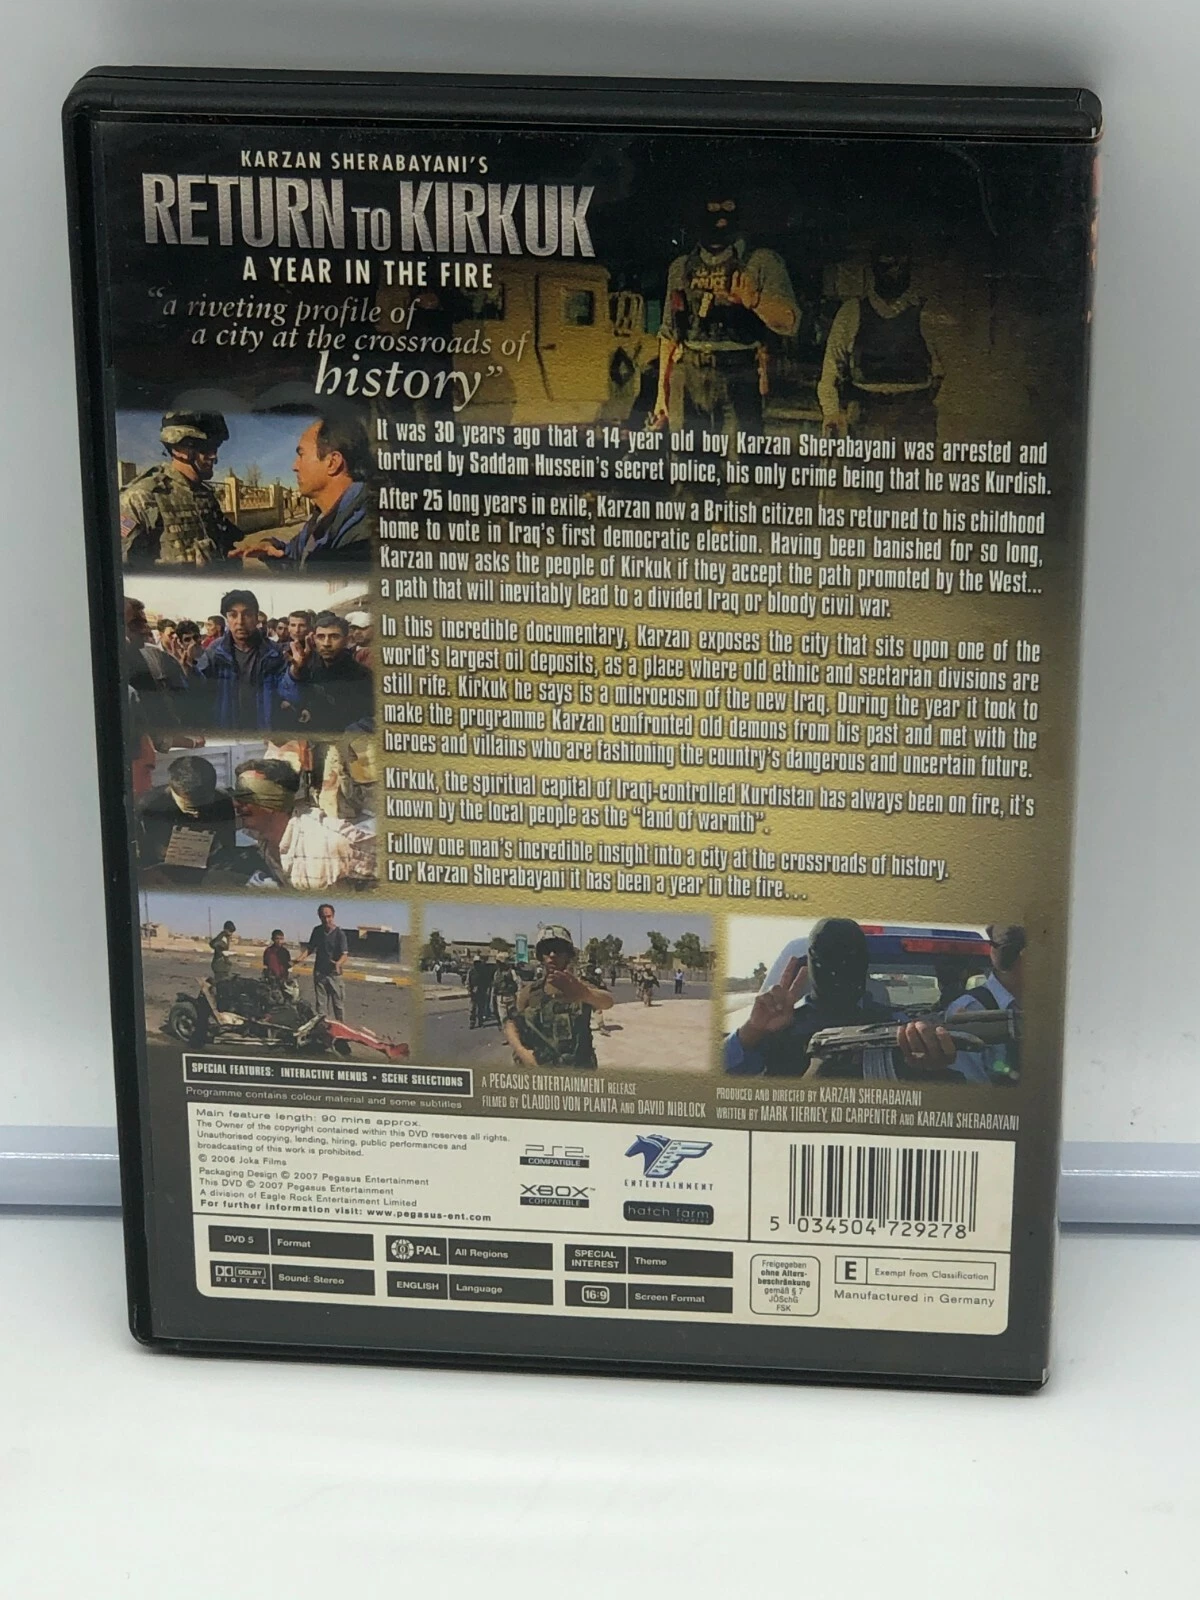 KARZAN SHERABAYANI'S
RETURN TO KIRKUK
A YEAR IN THE FIRE
"a riveting profile of
a city at the crossroads of
history"
POLICE
It was 30 years ago that a 14 year old boy Karzan Sherabayani was arrested and
tortured by Saddam Hussein's secret police, his only crime being that he was Kurdish.
After 25 long years in exile, Karzan now a British citizen has returned to his childhood
home to vote in Iraq's first democratic election. Having been banished for so long,
Karzan now asks the people of Kirkuk if they accept the path promoted by the West...
a path that will inevitably lead to a divided Iraq or bloody civil war.
In this incredible documentary, Karzan exposes the city that sits upon one of the
world's largest oil deposits, as a place where old ethnic and sectarian divisions are
still rife. Kirkuk he says is a microcosm of the new Iraq. During the year it took to
make the programme Karzan confronted old demons from his past and met with the
heroes and villains who are fashioning the country's dangerous and uncertain future.
Kirkuk, the spiritual capital of Iraqi-controlled Kurdistan has always been on fire, it's
known by the local people as the "land of warmth".
Follow one man's incredible insight into a city at the crossroads of history.
For Karzan Sherabayani it has been a year in the fire...
SPECIAL FEATURES: INTERACTIVE MENUS • SCENE SELECTIONS
Programme contains colour material and some subtitles
A PEGASUS ENTERTAINMENT RELEASE
FILMED BY CLAUDIO VON PLANTA AND DAVID NIBLOCK
PRODUCED AND DIRECTED BY KARZAN SHERABAYANI
WRITTEN BY MARK TIERNEY, KD CARPENTER AND KARZAN SHERABAYANI
Main feature length: 90 mins approx.
The Owner of the copyright contained within this DVD reserves all rights.
Unauthorised copying, lending, hiring, public performances and
broadcasting of this work is prohibited.
© 2006 Joka Films
Packaging Design © 2007 Pegasus Entertainment
This DVD © 2007 Pegasus Entertainment
A division of Eagle Rock Entertainment Limited
For further information visit: www.pegasus-ent.com
PS2
COMPATIBLE
XBOX™
COMPATIBLE
ENTERTAINMENT
hatch farm
studios
5 034504 729278
DVD 5 Format
PAL All Regions
SPECIAL INTEREST Theme
DOLBY DIGITAL Sound: Stereo
ENGLISH Language
16:9 Screen Format
Freigegeben
ohne Alters-
beschränkung
gemäß § 7
JÖSchG
FSK
E Exempt from Classification
Manufactured in Germany